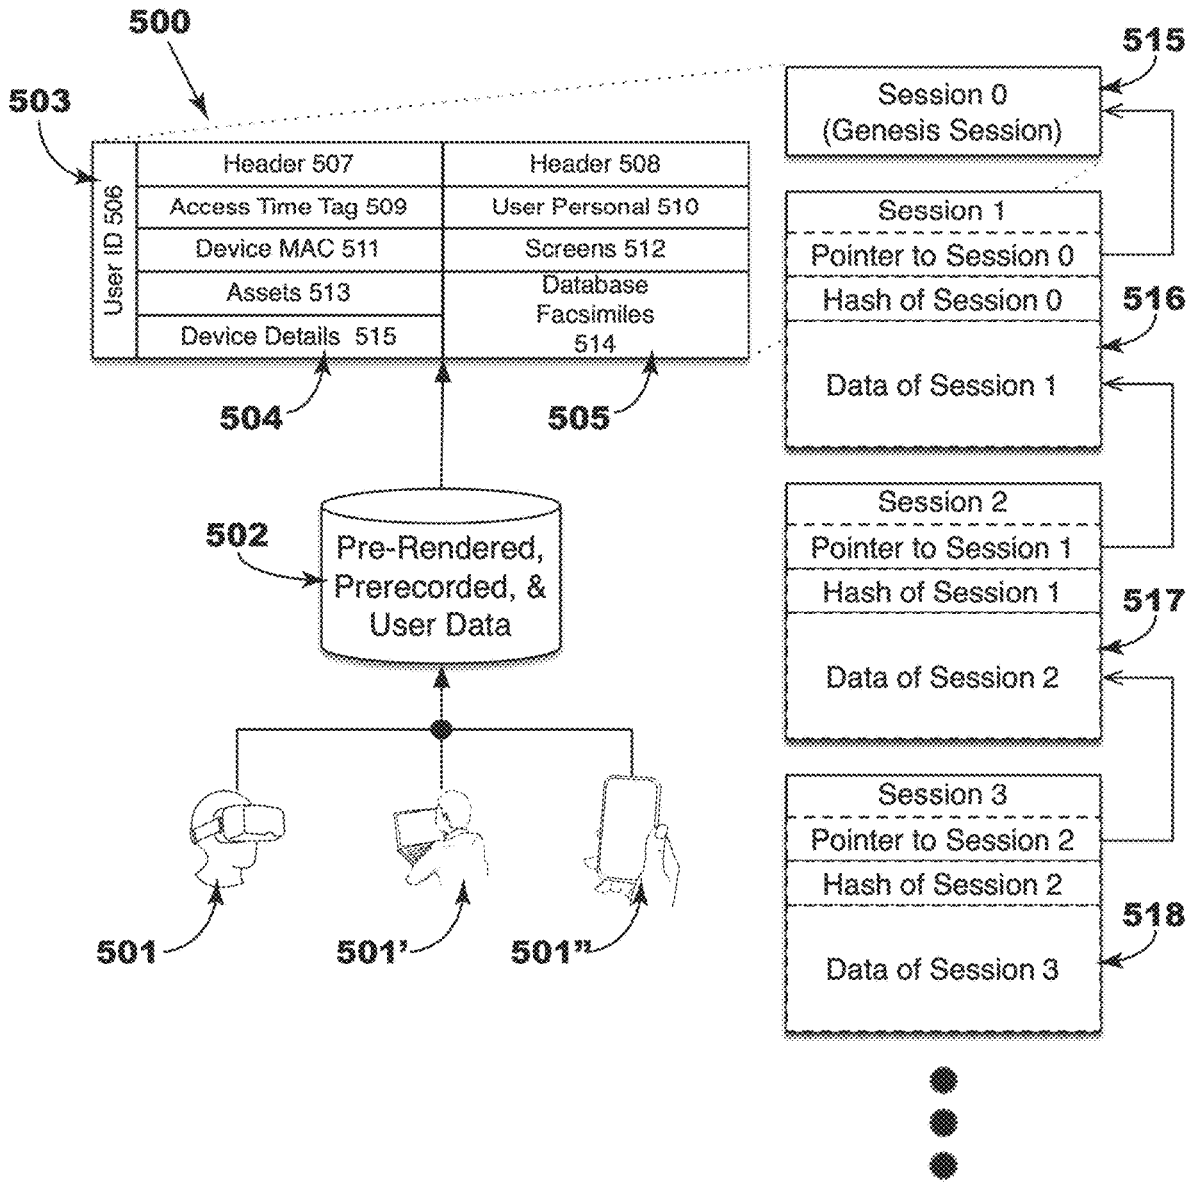 500
515
503
Session 0
(Genesis Session)
User ID 506
Header 507
Header 508
Access Time Tag 509
User Personal 510
Device MAC 511
Screens 512
Assets 513
Database
Facsimiles
514
Device Details 515
504
505
Session 1
Pointer to Session 0
Hash of Session 0
516
Data of Session 1
502
Pre-Rendered,
Prerecorded, &
User Data
Session 2
Pointer to Session 1
Hash of Session 1
517
Data of Session 2
Session 3
Pointer to Session 2
Hash of Session 2
518
Data of Session 3
501
501'
501"